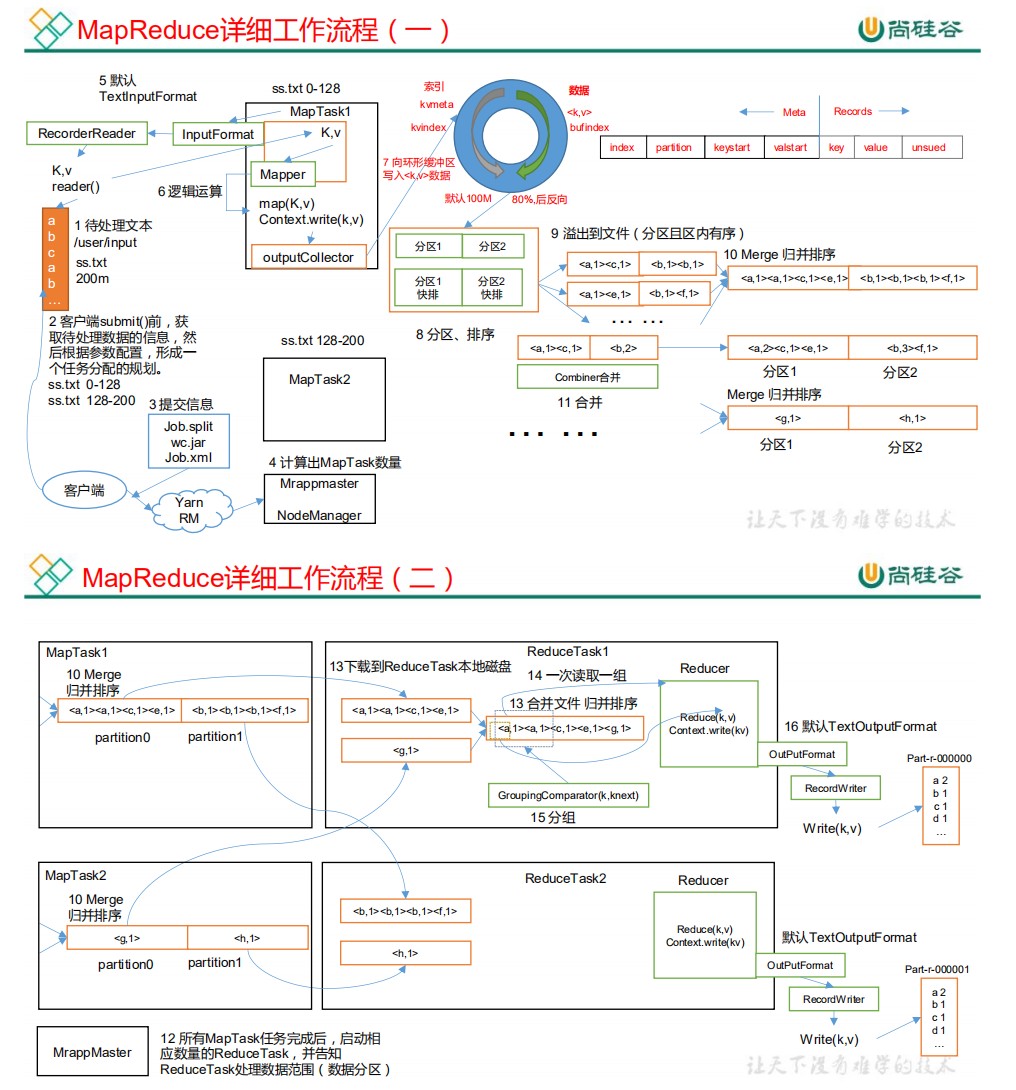 MapReduce详细工作流程（一）
尚硅谷
5 默认
TextInputFormat
ss.txt 0-128
MapTask1
RecorderReader
InputFormat
K,v
K,v
reader()
Mapper
6 逻辑运算
map(K,v)
Context.write(k,v)
outputCollector
a
b
c
a
b
...
1 待处理文本
/user/input
ss.txt
200m
2 客户端submit()前，获
取待处理数据的信息，然
后根据参数配置，形成一
个任务分配的规划。
ss.txt 0-128
ss.txt 128-200
3 提交信息
Job.split
wc.jar
Job.xml
客户端
Yarn
RM
ss.txt 128-200
MapTask2
4 计算出MapTask数量
Mrappmaster
NodeManager
索引
kvmeta
kvindex
数据
<k,v>
bufindex
7 向环形缓冲区
写入<k,v>数据
默认100M
80%,后反向
Meta
Records
index
partition
keystart
valstart
key
value
unsued
分区1
分区2
分区1
快排
分区2
快排
8 分区、排序
9 溢出到文件（分区且区内有序）
<a,1><c,1>
<b,1><b,1>
<a,1><e,1>
<b,1><f,1>
... ...
10 Merge 归并排序
<a,1><a,1><c,1><e,1>
<b,1><b,1><b,1><f,1>
<a,1><c,1>
<b,2>
Combiner合并
11 合并
<a,2><c,1><e,1>
<b,3><f,1>
分区1
分区2
Merge 归并排序
<g,1>
<h,1>
分区1
分区2
... ...
让天下没有难学的技术
MapReduce详细工作流程（二）
尚硅谷
MapTask1
10 Merge
归并排序
<a,1><a,1><c,1><e,1>
<b,1><b,1><b,1><f,1>
partition0
partition1
ReduceTask1
13下载到ReduceTask本地磁盘
<a,1><a,1><c,1><e,1>
<g,1>
14 一次读取一组
13 合并文件 归并排序
<a,1><a,1><c,1><e,1><g,1>
GroupingComparator(k,knext)
15 分组
Reducer
Reduce(k,v)
Context.write(kv)
16 默认TextOutputFormat
OutPutFormat
RecordWriter
Write(k,v)
Part-r-000000
a 2
b 1
c 1
d 1
...
MapTask2
10 Merge
归并排序
<g,1>
<h,1>
partition0
partition1
ReduceTask2
<b,1><b,1><b,1><f,1>
<h,1>
Reducer
Reduce(k,v)
Context.write(kv)
默认TextOutputFormat
OutPutFormat
RecordWriter
Write(k,v)
Part-r-000001
a 2
b 1
c 1
d 1
...
MrappMaster
12 所有MapTask任务完成后，启动相
应数量的ReduceTask，并告知
ReduceTask处理数据范围（数据分区）
让天下没有难学的技术